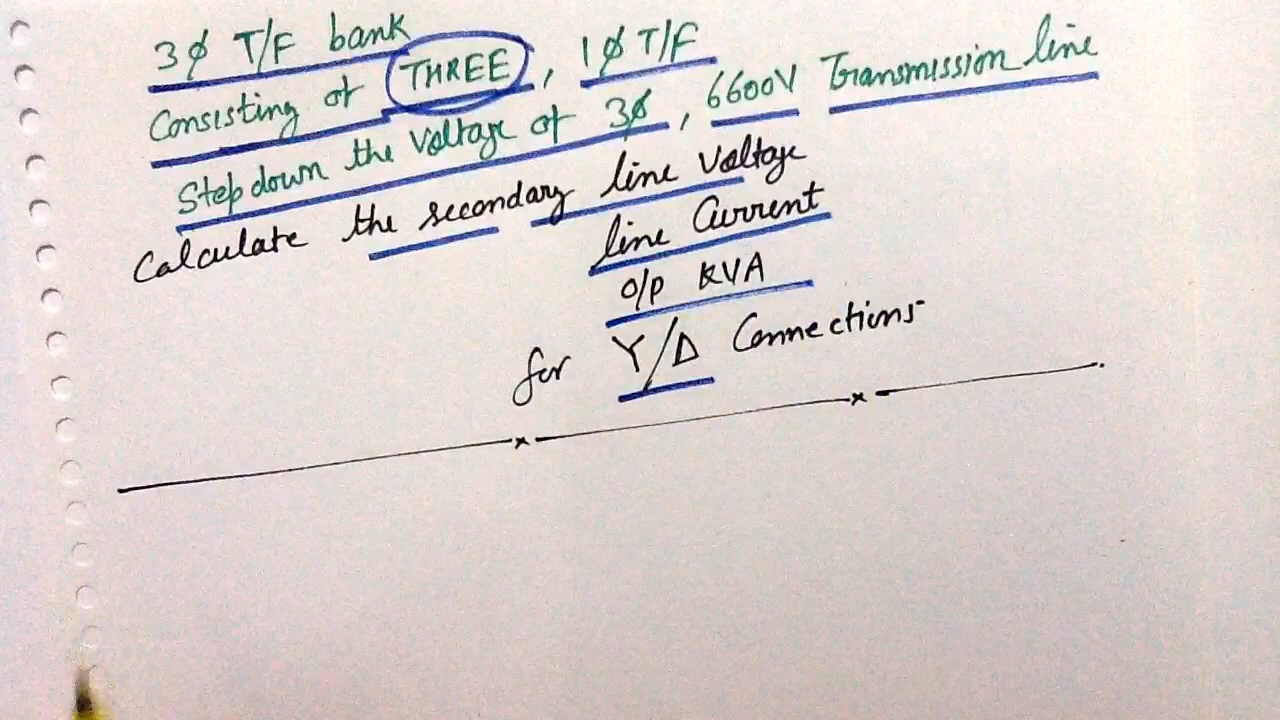 3ϕ T/F bank
Consisting of THREE, 1ϕ T/F
Step down the Voltage of 3ϕ, 6600V Transmission line
Calculate the secondary line Voltage
line Current
O/P KVA
for Y/Δ Connections